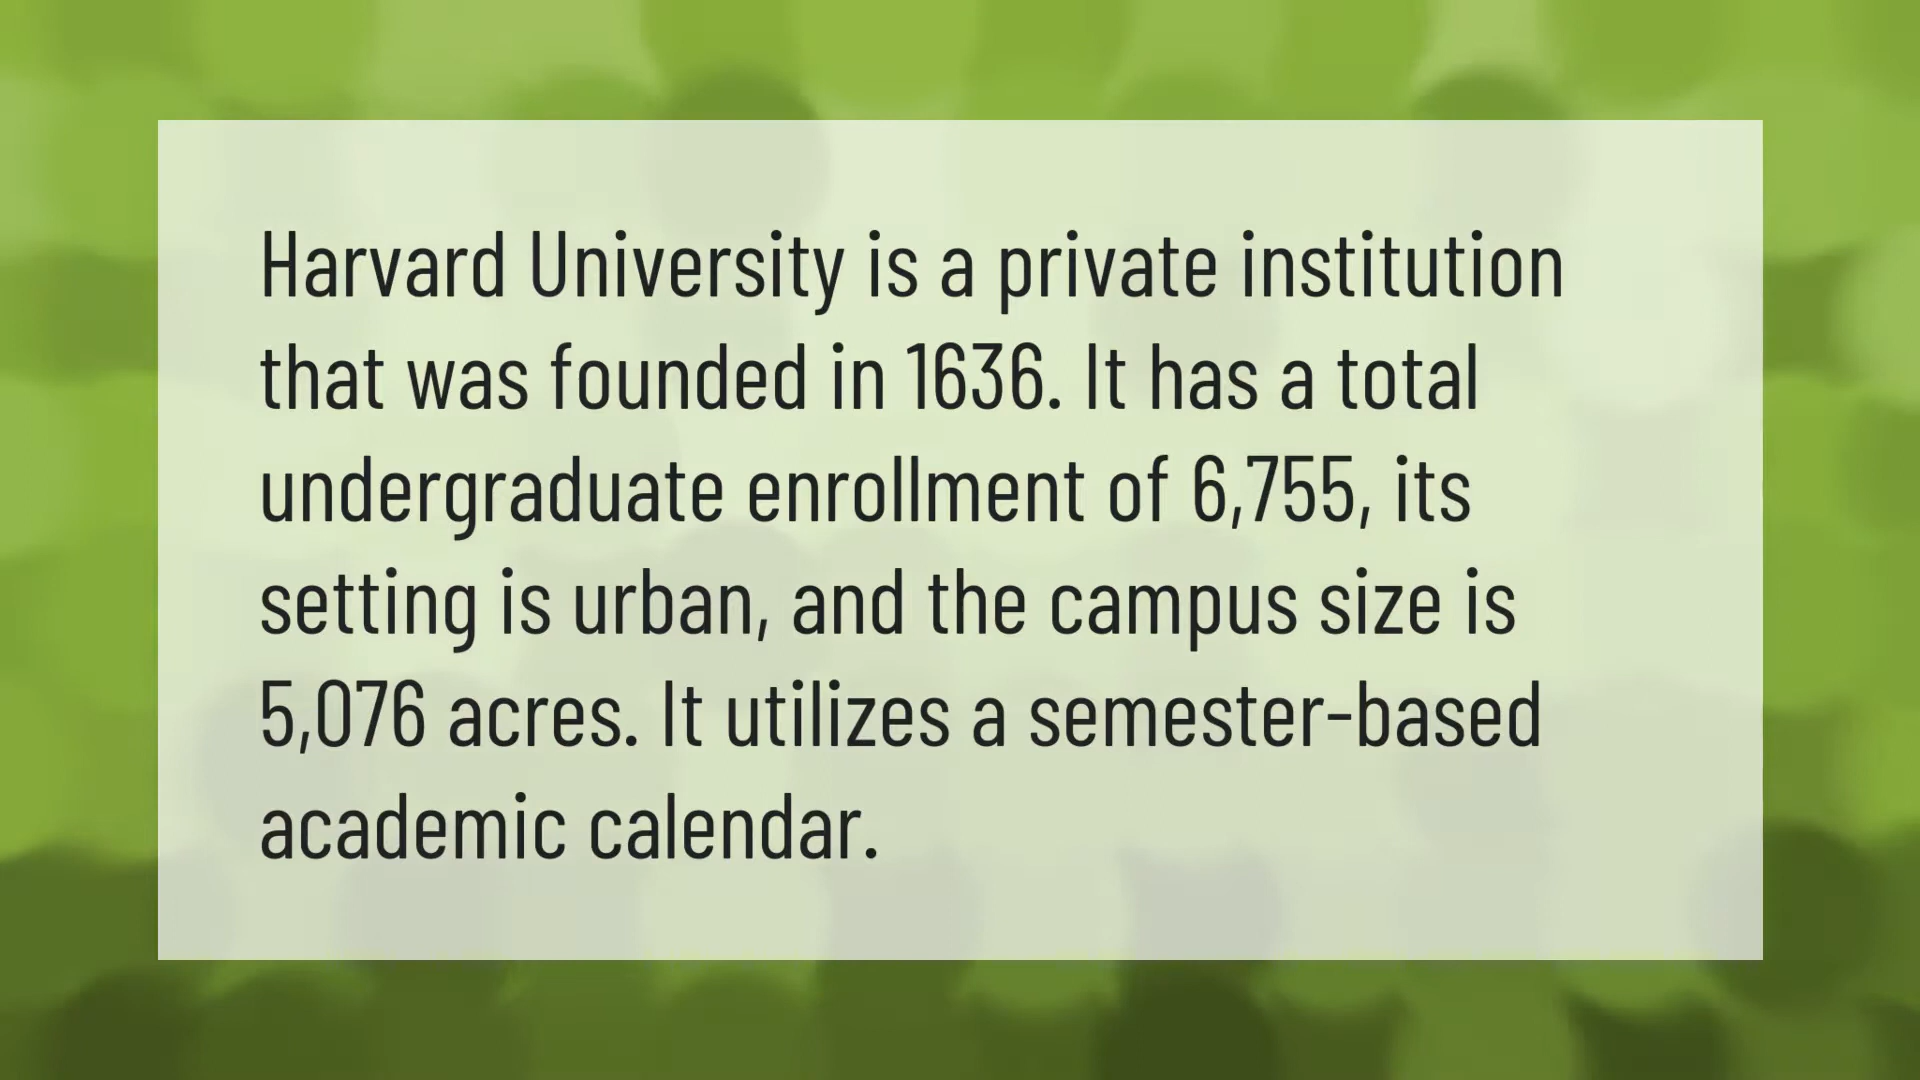 Harvard University is a private institution
that was founded in 1636. It has a total
undergraduate enrollment of 6,755, its
setting is urban, and the campus size is
5,076 acres. It utilizes a semester-based
academic calendar.